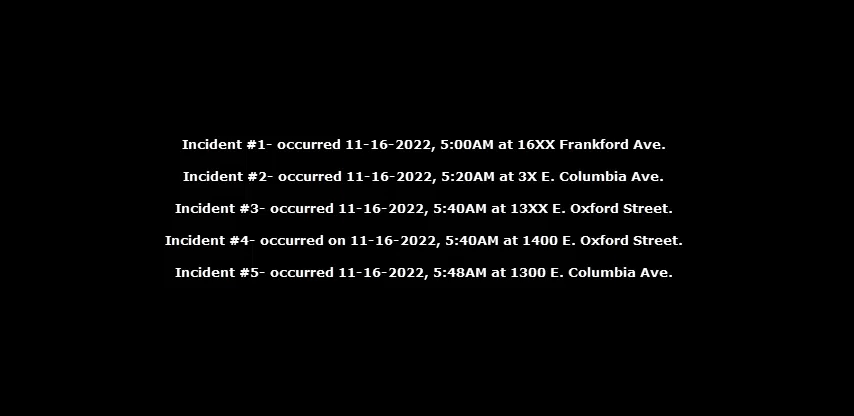 Incident #1- occurred 11-16-2022, 5:00AM at 16XX Frankford Ave.
Incident #2- occurred 11-16-2022, 5:20AM at 3X E. Columbia Ave.
Incident #3- occurred 11-16-2022, 5:40AM at 13XX E. Oxford Street.
Incident #4- occurred on 11-16-2022, 5:40AM at 1400 E. Oxford Street.
Incident #5- occurred 11-16-2022, 5:48AM at 1300 E. Columbia Ave.